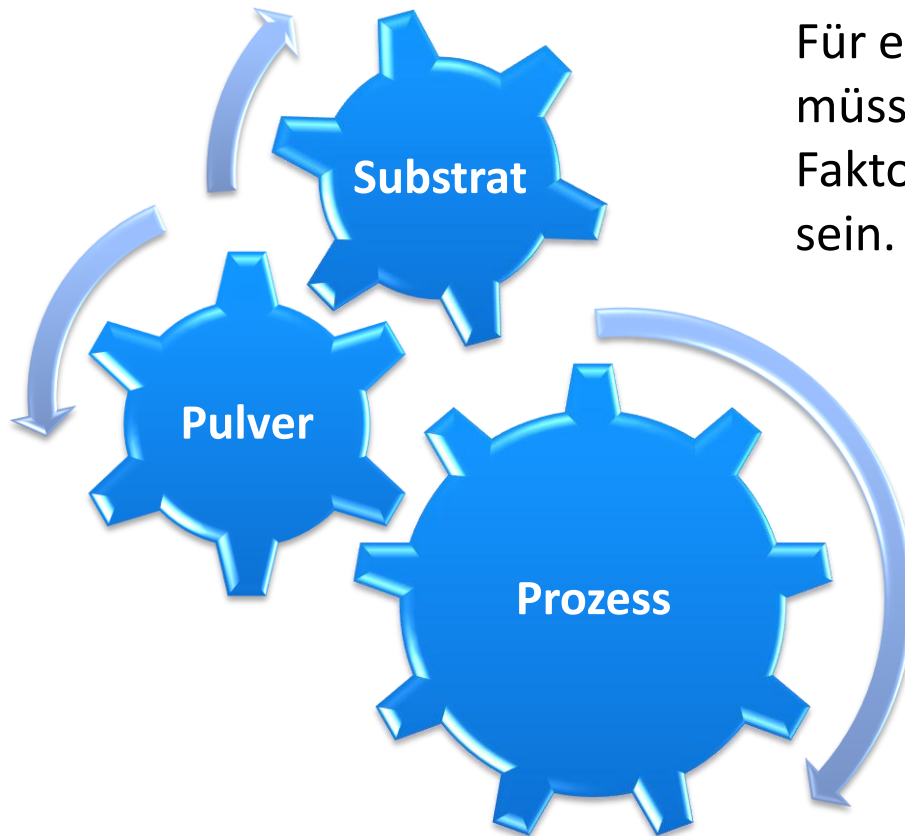 Für e
müss
Fakto
sein.
Substrat
Pulver
Prozess